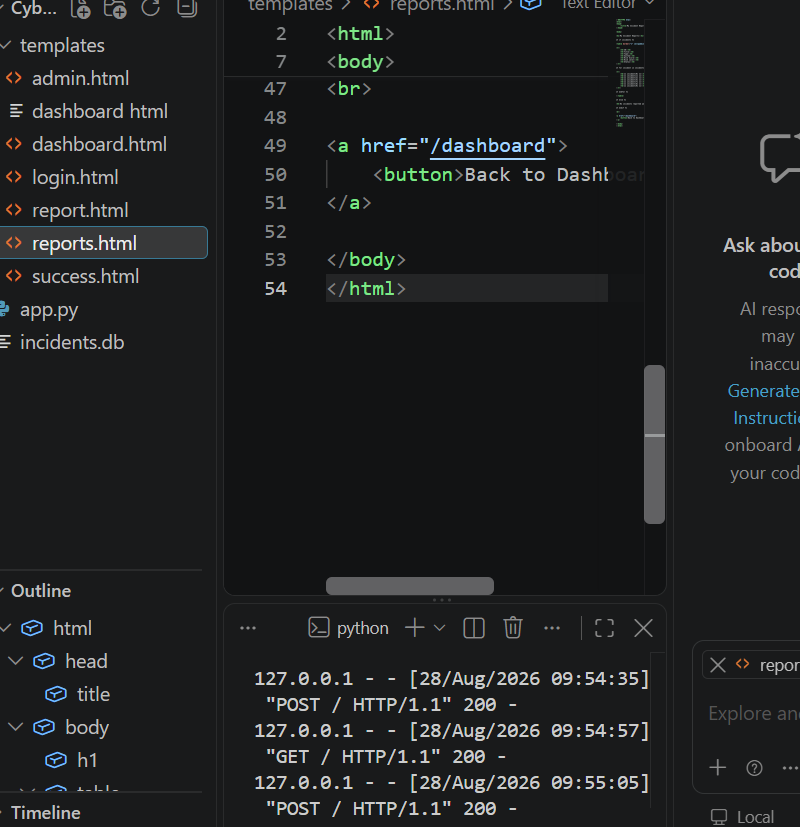 Cyb...
templates
admin.html
dashboard html
dashboard.html
login.html
report.html
reports.html
success.html
app.py
incidents.db
Outline
html
head
title
body
h1
Timeline
templates > reports.html > Text Editor
2 <html>
7 <body>
47 <br>
48
49 <a href="/dashboard">
50 <button>Back to Dashboar
51 </a>
52
53 </body>
54 </html>
... python ...
127.0.0.1 - - [28/Aug/2026 09:54:35]
"POST / HTTP/1.1" 200 -
127.0.0.1 - - [28/Aug/2026 09:54:57]
"GET / HTTP/1.1" 200 -
127.0.0.1 - - [28/Aug/2026 09:55:05]
"POST / HTTP/1.1" 200 -
Ask abou
cod
AI respo
may
inaccu
Generate
Instructi
onboard
your cod
repor
Explore an
Local